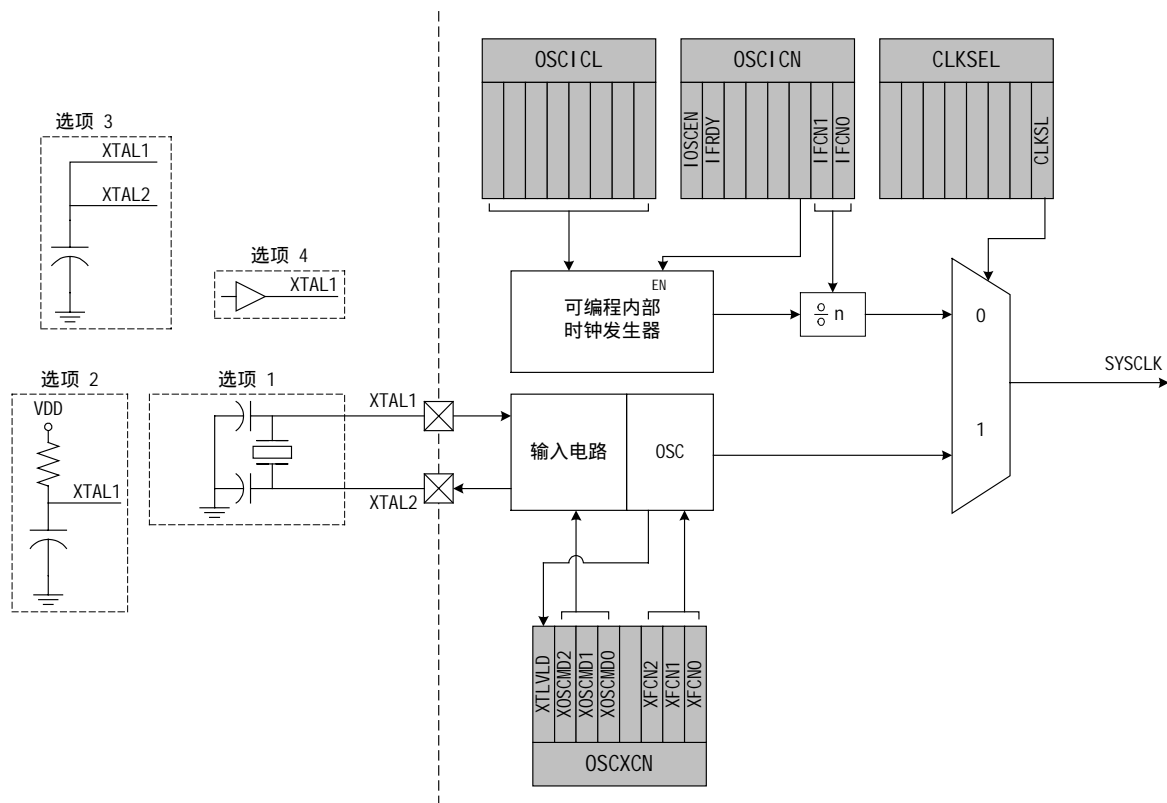 OSCICL
OSCICN
CLKSEL
IOSCEN
IFRDY
IFCN1
IFCN0
CLKSL
选项 3
XTAL1
XTAL2
选项 4
XTAL1
EN
可编程内部
时钟发生器
n
0
1
SYSCLK
选项 2
VDD
XTAL1
选项 1
XTAL1
XTAL2
输入电路
OSC
XTLVLD
XOSCMD2
XOSCMD1
XOSCMD0
XFCN2
XFCN1
XFCN0
OSCXCN